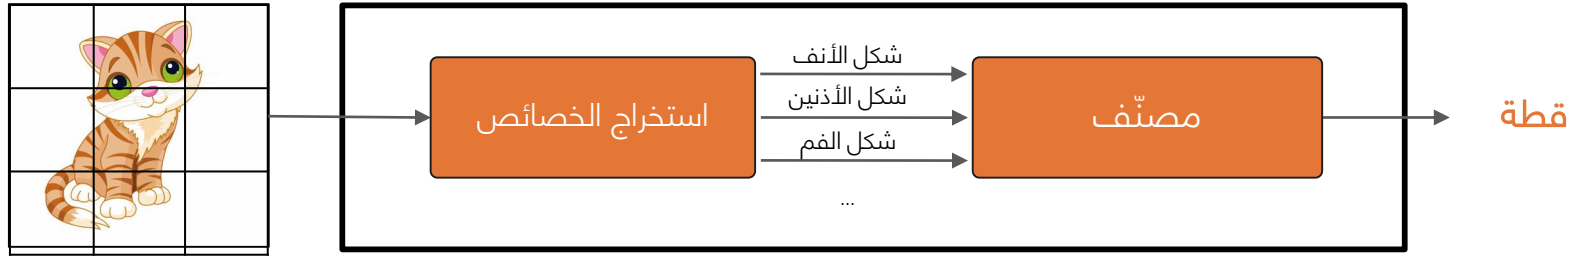 استخراج الخصائص
شكل الأنف
شكل الأذنين
شكل الفم
...
مصنّف
قطة